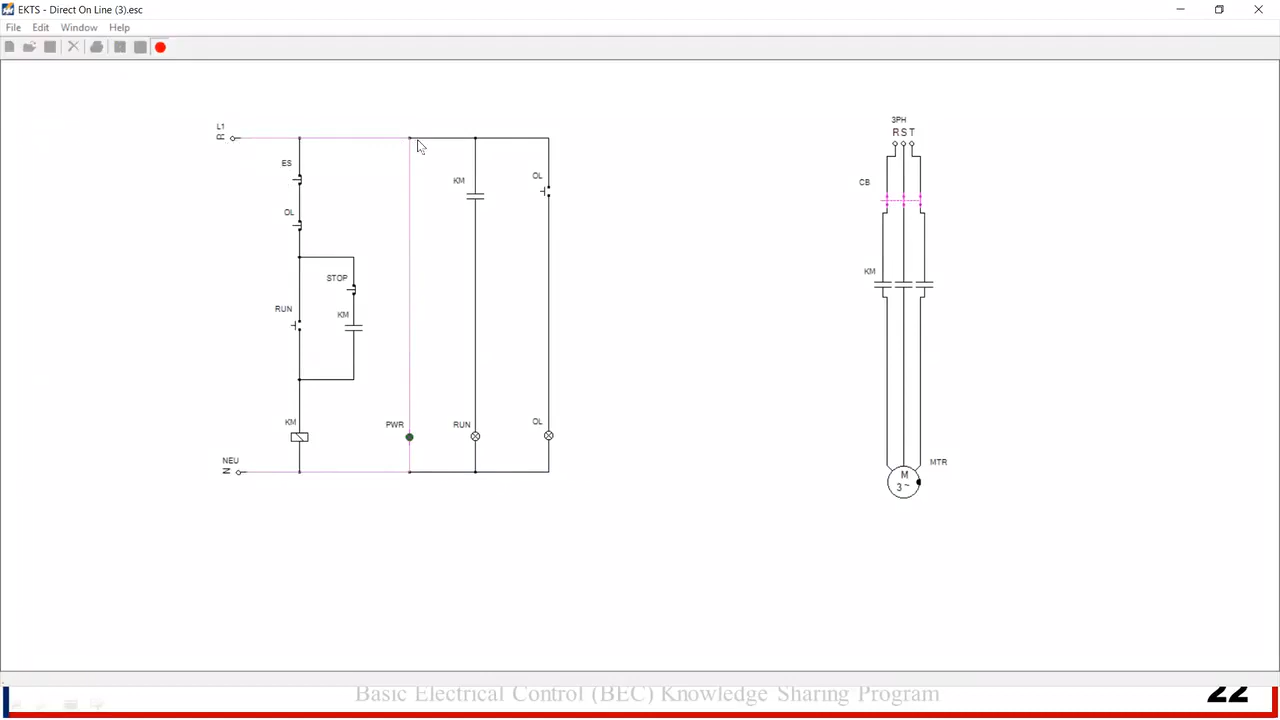 EKTS - Direct On Line (3).esc
File Edit Window Help
L1
R
ES
OL
STOP
RUN
KM
KM
PWR
NEU
N
KM
RUN
OL
OL
3PH
R S T
CB
KM
M
3 ~
MTR
Basic Electrical Control (BEC) Knowledge Sharing Program
22